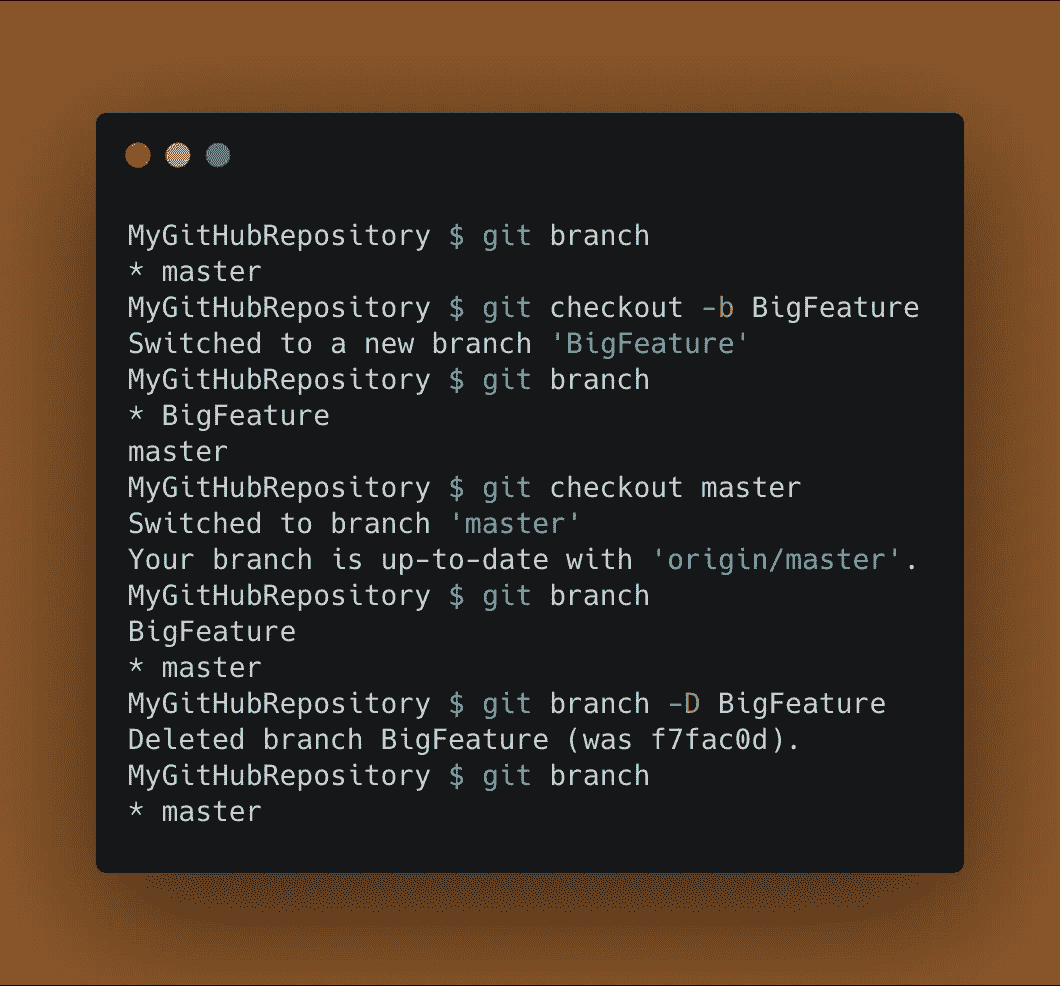 MyGitHubRepository $ git branch
* master
MyGitHubRepository $ git checkout -b BigFeature
Switched to a new branch 'BigFeature'
MyGitHubRepository $ git branch
* BigFeature
master
MyGitHubRepository $ git checkout master
Switched to branch 'master'
Your branch is up-to-date with 'origin/master'.
MyGitHubRepository $ git branch
BigFeature
* master
MyGitHubRepository $ git branch -D BigFeature
Deleted branch BigFeature (was f7fac0d).
MyGitHubRepository $ git branch
* master